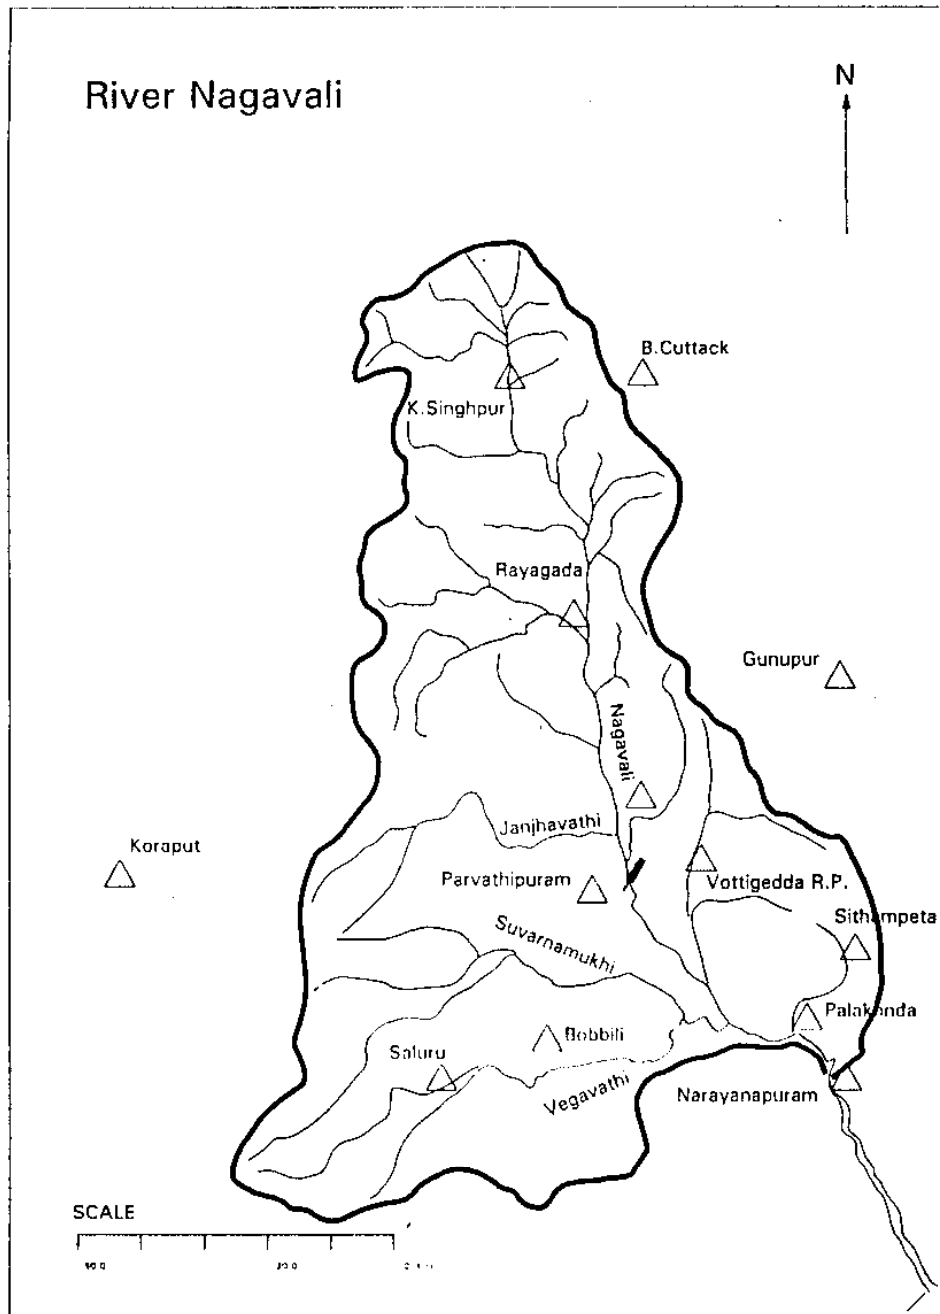 River Nagavali
N
B.Cuttack
K.Singhpur
Rayagada
Gunupur
Nagavali
Janjhavathi
Koraput
Parvathipuram
Vottigedda R.P.
Sithampeta
Suvarnamukhi
Palakonda
Bobbili
Saluru
Vegavathi
Narayanapuram
SCALE